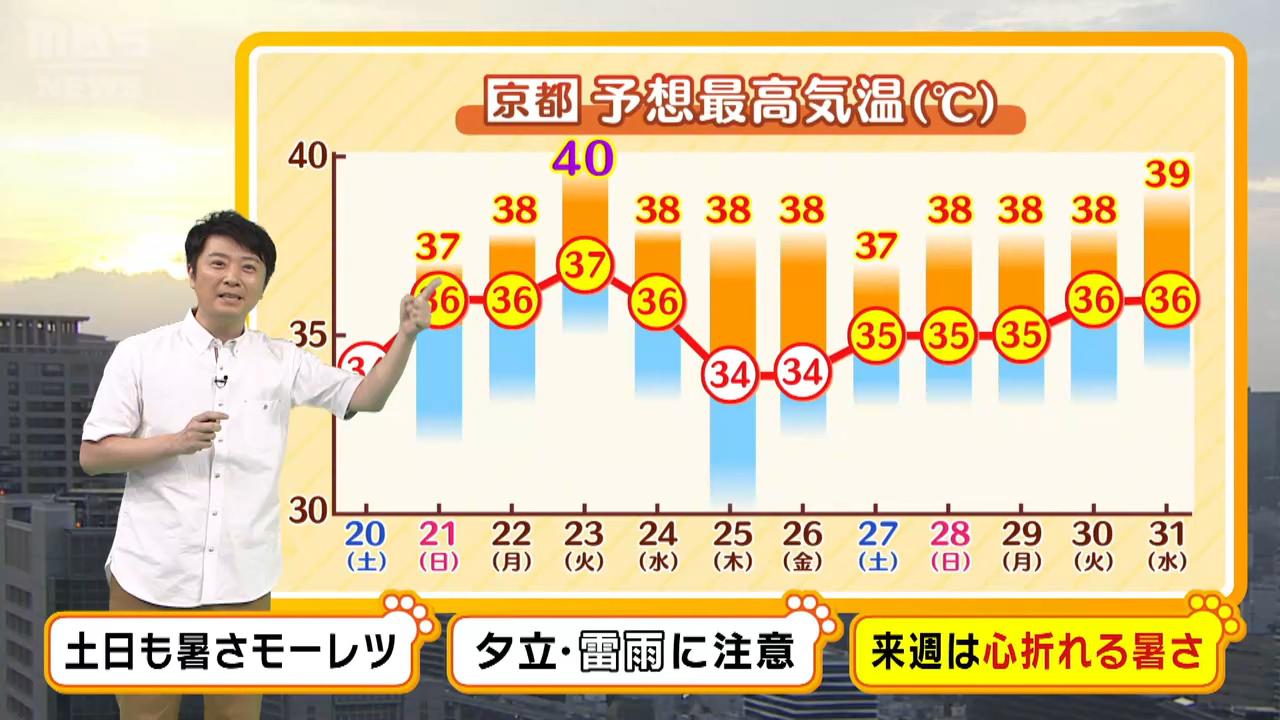 MBS
NEWS
京都 予想最高気温(℃)
40
35
30
37 38 40 38 38 38 37 38 38 38 39
34 36 36 37 36 34 34 35 35 35 36 36
20 21 22 23 24 25 26 27 28 29 30 31
(土) (日) (月) (火) (水) (木) (金) (土) (日) (月) (火) (水)
土日も暑さモーレツ
夕立・雷雨に注意
来週は心折れる暑さ